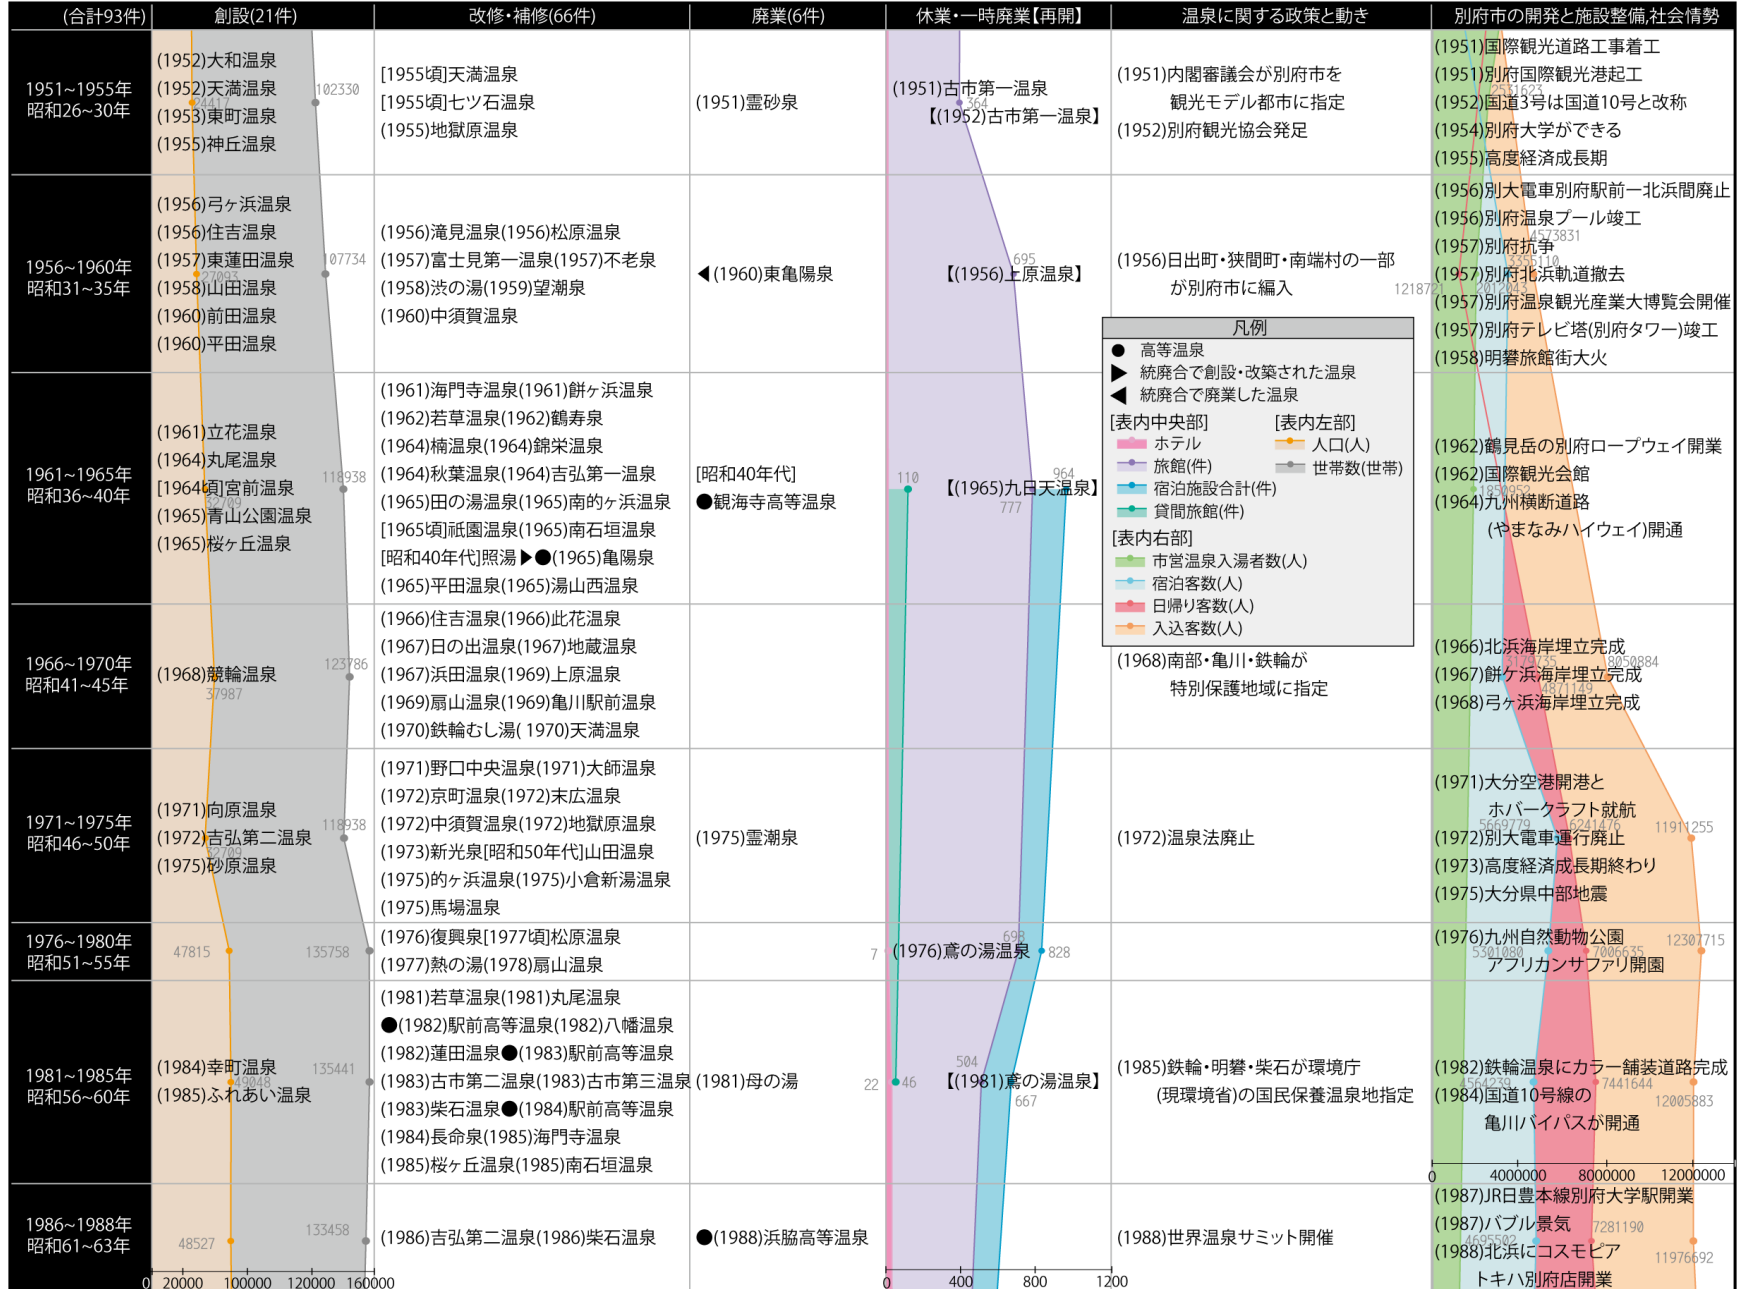 (合計93件)
創設(21件)
改修・補修(66件)
廃業(6件)
休業・一時廃業【再開】
温泉に関する政策と動き
別府市の開発と施設整備,社会情勢
1951~1955年
昭和26~30年
(1952)大和温泉
(1952)天満温泉
(1953)東町温泉
(1955)神丘温泉
24417
102330
[1955頃]天満温泉
[1955頃]七ツ石温泉
(1955)地獄原温泉
(1951)霊砂泉
(1951)古市第一温泉
364
【(1952)古市第一温泉】
(1951)内閣審議会が別府市を
観光モデル都市に指定
(1952)別府観光協会発足
(1951)国際観光道路工事着工
(1951)別府国際観光港起工
2531623
(1952)国道3号は国道10号と改称
(1954)別府大学ができる
(1955)高度経済成長期
1956~1960年
昭和31~35年
(1956)弓ヶ浜温泉
(1956)住吉温泉
(1957)東蓮田温泉
(1958)山田温泉
(1960)前田温泉
(1960)平田温泉
27093
107734
(1956)滝見温泉(1956)松原温泉
(1957)富士見第一温泉(1957)不老泉
(1958)渋の湯(1959)望潮泉
(1960)中須賀温泉
◀(1960)東亀陽泉
695
【(1956)上原温泉】
(1956)日出町・狭間町・南端村の一部
が別府市に編入
(1956)別大電車別府駅前ー北浜間廃止
(1956)別府温泉プール竣工
4573831
(1957)別府抗争
3355110
(1957)別府北浜軌道撤去
1218721
2012043
(1957)別府温泉観光産業大博覧会開催
(1957)別府テレビ塔(別府タワー)竣工
(1958)明礬旅館街大火
凡例
● 高等温泉
▶ 統廃合で創設・改築された温泉
◀ 統廃合で廃業した温泉
[表内中央部]
ホテル
旅館(件)
宿泊施設合計(件)
貸間旅館(件)
[表内左部]
人口(人)
世帯数(世帯)
[表内右部]
市営温泉入湯者数(人)
宿泊客数(人)
日帰り客数(人)
入込客数(人)
1961~1965年
昭和36~40年
(1961)立花温泉
(1964)丸尾温泉
[1964頃]宮前温泉
(1965)青山公園温泉
(1965)桜ヶ丘温泉
32709
118938
(1961)海門寺温泉(1961)餅ヶ浜温泉
(1962)若草温泉(1962)鶴寿泉
(1964)楠温泉(1964)錦栄温泉
(1964)秋葉温泉(1964)吉弘第一温泉
(1965)田の湯温泉(1965)南的ヶ浜温泉
[1965頃]祇園温泉(1965)南石垣温泉
[昭和40年代]照湯▶●(1965)亀陽泉
(1965)平田温泉(1965)湯山西温泉
[昭和40年代]
●観海寺高等温泉
110
964
【(1965)九日天温泉】
777
(1962)鶴見岳の別府ロープウェイ開業
(1962)国際観光会館
1850952
(1964)九州横断道路
(やまなみハイウェイ)開通
1966~1970年
昭和41~45年
(1968)競輪温泉
37987
123786
(1966)住吉温泉(1966)此花温泉
(1967)日の出温泉(1967)地蔵温泉
(1967)浜田温泉(1969)上原温泉
(1969)扇山温泉(1969)亀川駅前温泉
(1970)鉄輪むし湯( 1970)天満温泉
(1968)南部・亀川・鉄輪が
特別保護地域に指定
(1966)北浜海岸埋立完成
3179735
8050884
(1967)餅ケ浜海岸埋立完成
4871149
(1968)弓ヶ浜海岸埋立完成
1971~1975年
昭和46~50年
(1971)向原温泉
(1972)吉弘第二温泉
(1975)砂原温泉
32709
118938
(1971)野口中央温泉(1971)大師温泉
(1972)京町温泉(1972)末広温泉
(1972)中須賀温泉(1972)地獄原温泉
(1973)新光泉[昭和50年代]山田温泉
(1975)的ヶ浜温泉(1975)小倉新湯温泉
(1975)馬場温泉
(1975)霊潮泉
(1972)温泉法廃止
(1971)大分空港開港と
ホバークラフト就航
5669779
6241476
11911255
(1972)別大電車運行廃止
(1973)高度経済成長期終わり
(1975)大分県中部地震
1976~1980年
昭和51~55年
47815
135758
(1976)復興泉[1977頃]松原温泉
(1977)熱の湯(1978)扇山温泉
7
(1976)鳶の湯温泉
693
828
(1976)九州自然動物公園
アフリカンサファリ開園
5301080
7006635
12307715
1981~1985年
昭和56~60年
(1984)幸町温泉
(1985)ふれあい温泉
49048
135441
(1981)若草温泉(1981)丸尾温泉
●(1982)駅前高等温泉(1982)八幡温泉
(1982)蓮田温泉●(1983)駅前高等温泉
(1983)古市第二温泉(1983)古市第三温泉
(1983)柴石温泉●(1984)駅前高等温泉
(1984)長命泉(1985)海門寺温泉
(1985)桜ヶ丘温泉(1985)南石垣温泉
(1981)母の湯
22
46
504
【(1981)鳶の湯温泉】
667
(1985)鉄輪・明礬・柴石が環境庁
(現環境省)の国民保養温泉地指定
(1982)鉄輪温泉にカラー舗装道路完成
4564239
7441644
12005883
(1984)国道10号線の
亀川バイパスが開通
0 4000000 8000000 12000000
1986~1988年
昭和61~63年
48527
133458
(1986)吉弘第二温泉(1986)柴石温泉
●(1988)浜脇高等温泉
(1988)世界温泉サミット開催
(1987)JR日豊本線別府大学駅開業
(1987)バブル景気
4695502
7281190
11976692
(1988)北浜にコスモピア
トキハ別府店開業
0 20000 100000 120000 160000
0 400 800 1200